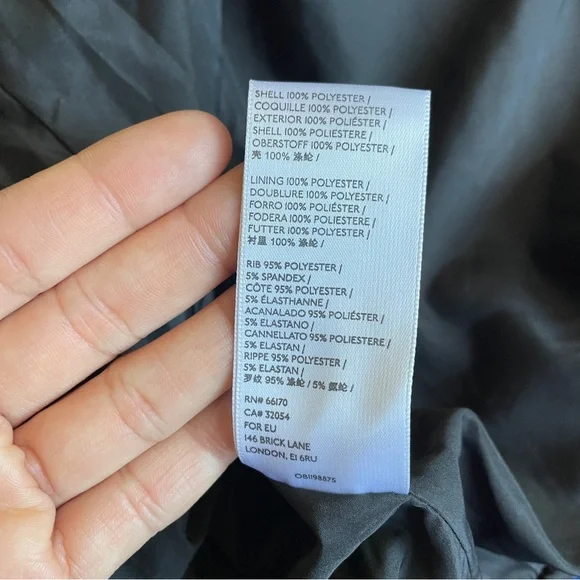 SHELL 100% POLYESTER /
COQUILLE 100% POLYESTER /
EXTERIOR 100% POLIÉSTER /
SHELL 100% POLIESTERE /
OBERSTOFF 100% POLYESTER /
壳 100% 涤纶 /
LINING 100% POLYESTER /
DOUBLURE 100% POLYESTER /
FORRO 100% POLIÉSTER /
FODERA 100% POLIESTERE /
FUTTER 100% POLYESTER /
衬里 100% 涤纶 /
RIB 95% POLYESTER /
5% SPANDEX /
CÔTE 95% POLYESTER /
5% ÉLASTHANNE /
ACANALADO 95% POLIÉSTER /
5% ELASTANO /
CANNELLATO 95% POLIESTERE /
5% ELASTAN /
RIPPE 95% POLYESTER /
5% ELASTAN /
罗纹 95% 涤纶 / 5% 氨纶 /
RN# 66170
CA# 32054
FOR EU
146 BRICK LANE
LONDON, E1 6RU
OB1198875